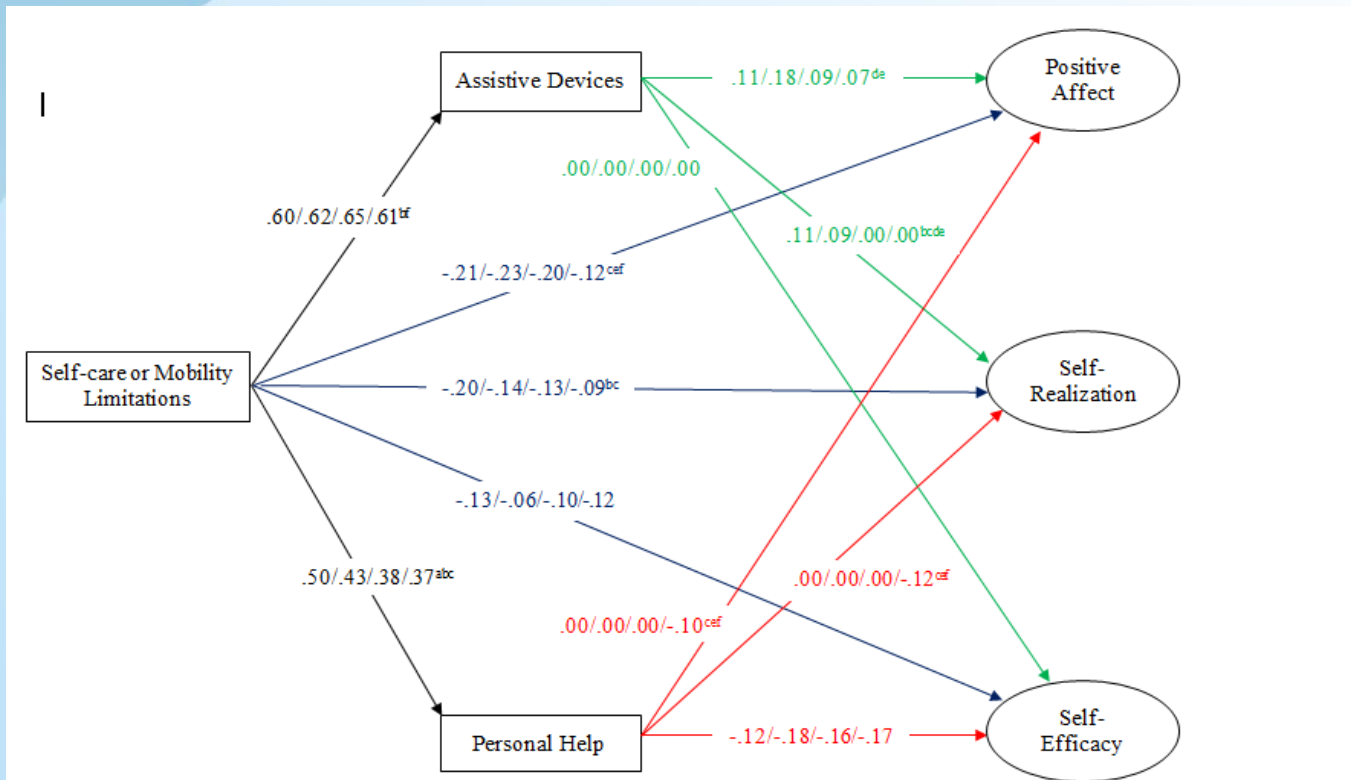 Positive
Affect
Assistive Devices
.11/.18/.09/.07ᵈᵉ
.00/.00/.00/.00
.60/.62/.65/.61ᵇᶠ
.11/.09/.00/.00ᵇᶜᵈᵉ
-.21/-.23/-.20/-.12ᶜᵉᶠ
Self-care or Mobility
Limitations
-.20/-.14/-.13/-.09ᵇᶜ
Self-
Realization
-.13/-.06/-.10/-.12
.50/.43/.38/.37ᵃᵇᶜ
.00/.00/.00/-.12ᶜᵉᶠ
.00/.00/.00/-.10ᶜᵉᶠ
Personal Help
-.12/-.18/-.16/-.17
Self-
Efficacy